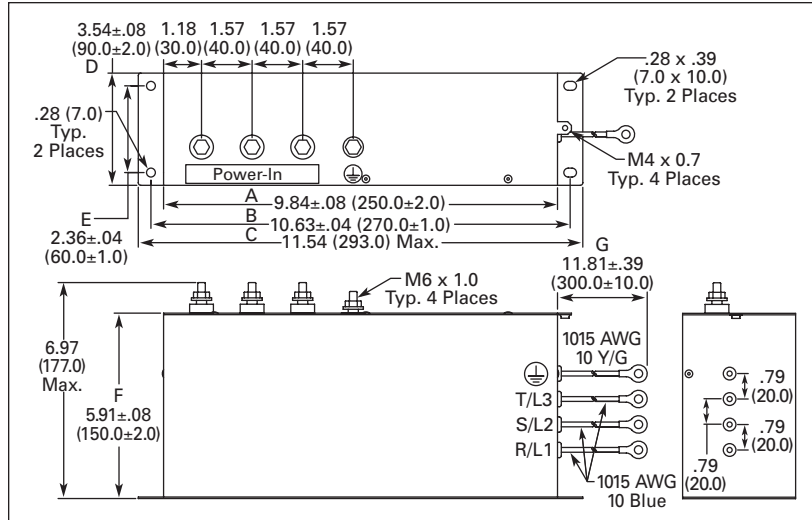 3.54±.08
(90.0±2.0)
D
1.18
(30.0)
1.57
(40.0)
1.57
(40.0)
1.57
(40.0)
.28 x .39
(7.0 x 10.0)
Typ. 2 Places
.28 (7.0)
Typ.
2 Places
Power-In
M4 x 0.7
Typ. 4 Places
A
9.84±.08 (250.0±2.0)
B
10.63±.04 (270.0±1.0)
C
11.54 (293.0) Max.
E
2.36±.04
(60.0±1.0)
G
11.81±.39
(300.0±10.0)
M6 x 1.0
Typ. 4 Places
6.97
(177.0)
Max.
F
5.91±.08
(150.0±2.0)
1015 AWG
10 Y/G
T/L3
S/L2
R/L1
1015 AWG
10 Blue
.79
(20.0)
.79
(20.0)
.79
(20.0)